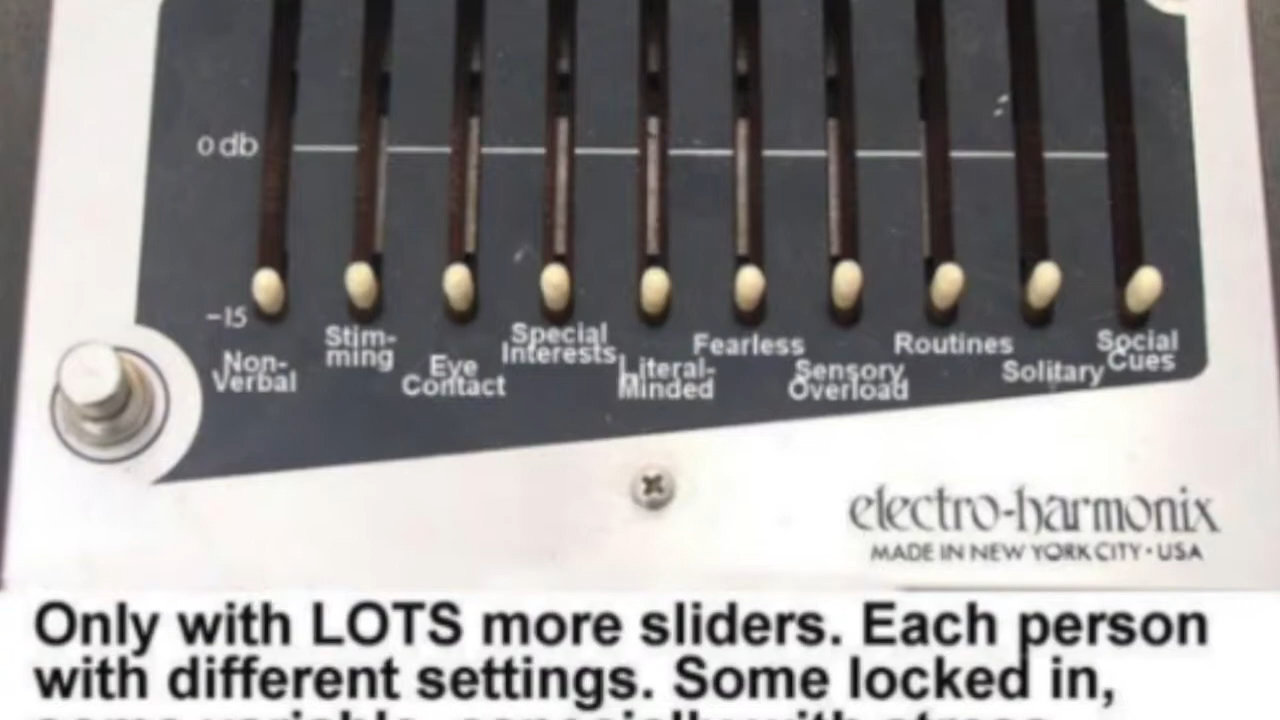 0 db
-15
Non-
Verbal
Stim-
ming
Eye
Contact
Special
Interests
Literal-
Minded
Fearless
Sensory
Overload
Routines
Solitary
Social
Cues
electro-harmonix
MADE IN NEW YORK CITY · USA
Only with LOTS more sliders. Each person
with different settings. Some locked in,